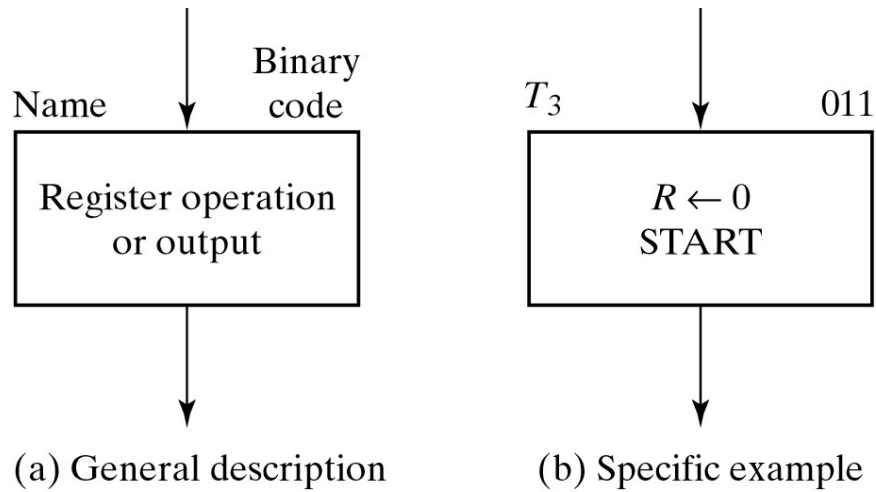 Name
Binary
code
Register operation
or output
(a) General description
T3
011
R ← 0
START
(b) Specific example